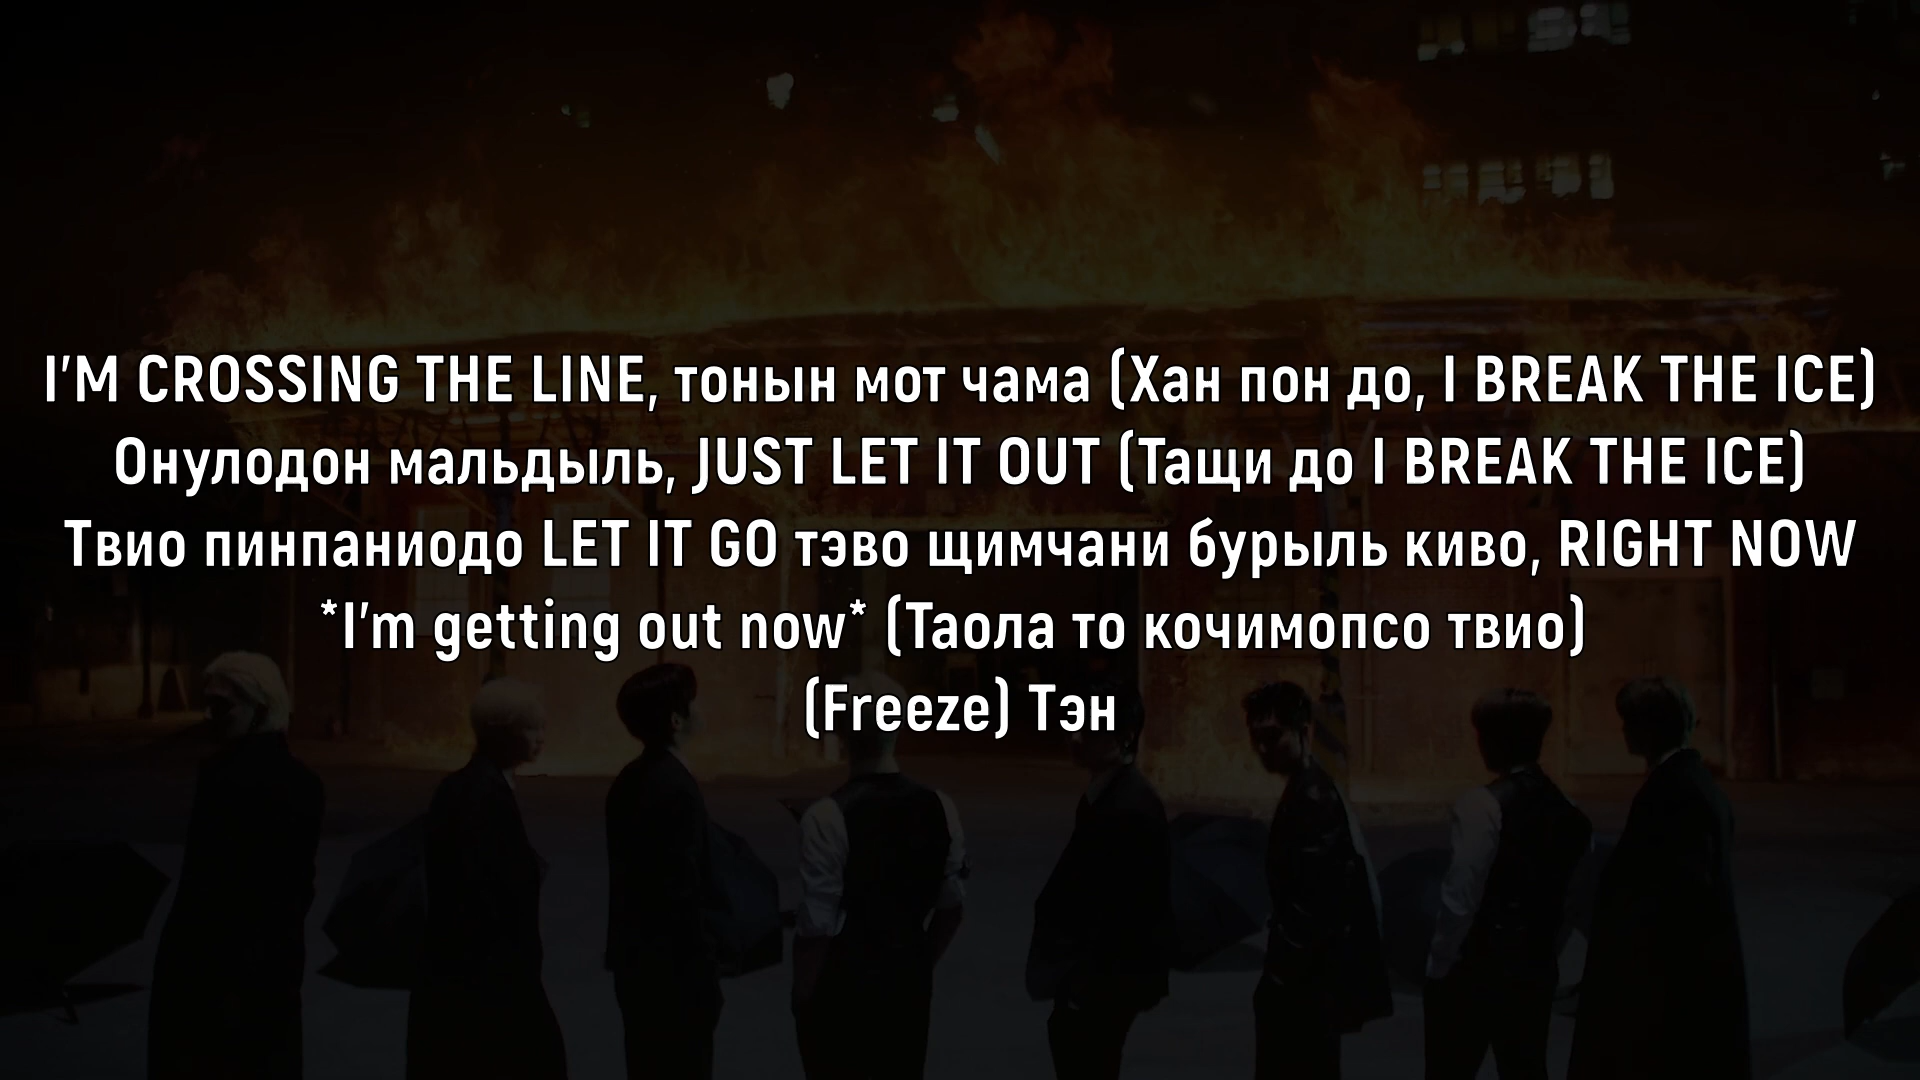 I'M CROSSING THE LINE, тонын мот чама (Хан пон до, I BREAK THE ICE)
Онулодон мальдыль, JUST LET IT OUT (Тащи до I BREAK THE ICE)
Твио пинпаниодо LET IT GO тэво щимчани бурыль киво, RIGHT NOW
*I'm getting out now* (Таола то кочимопсо твио)
(Freeze) Тэн